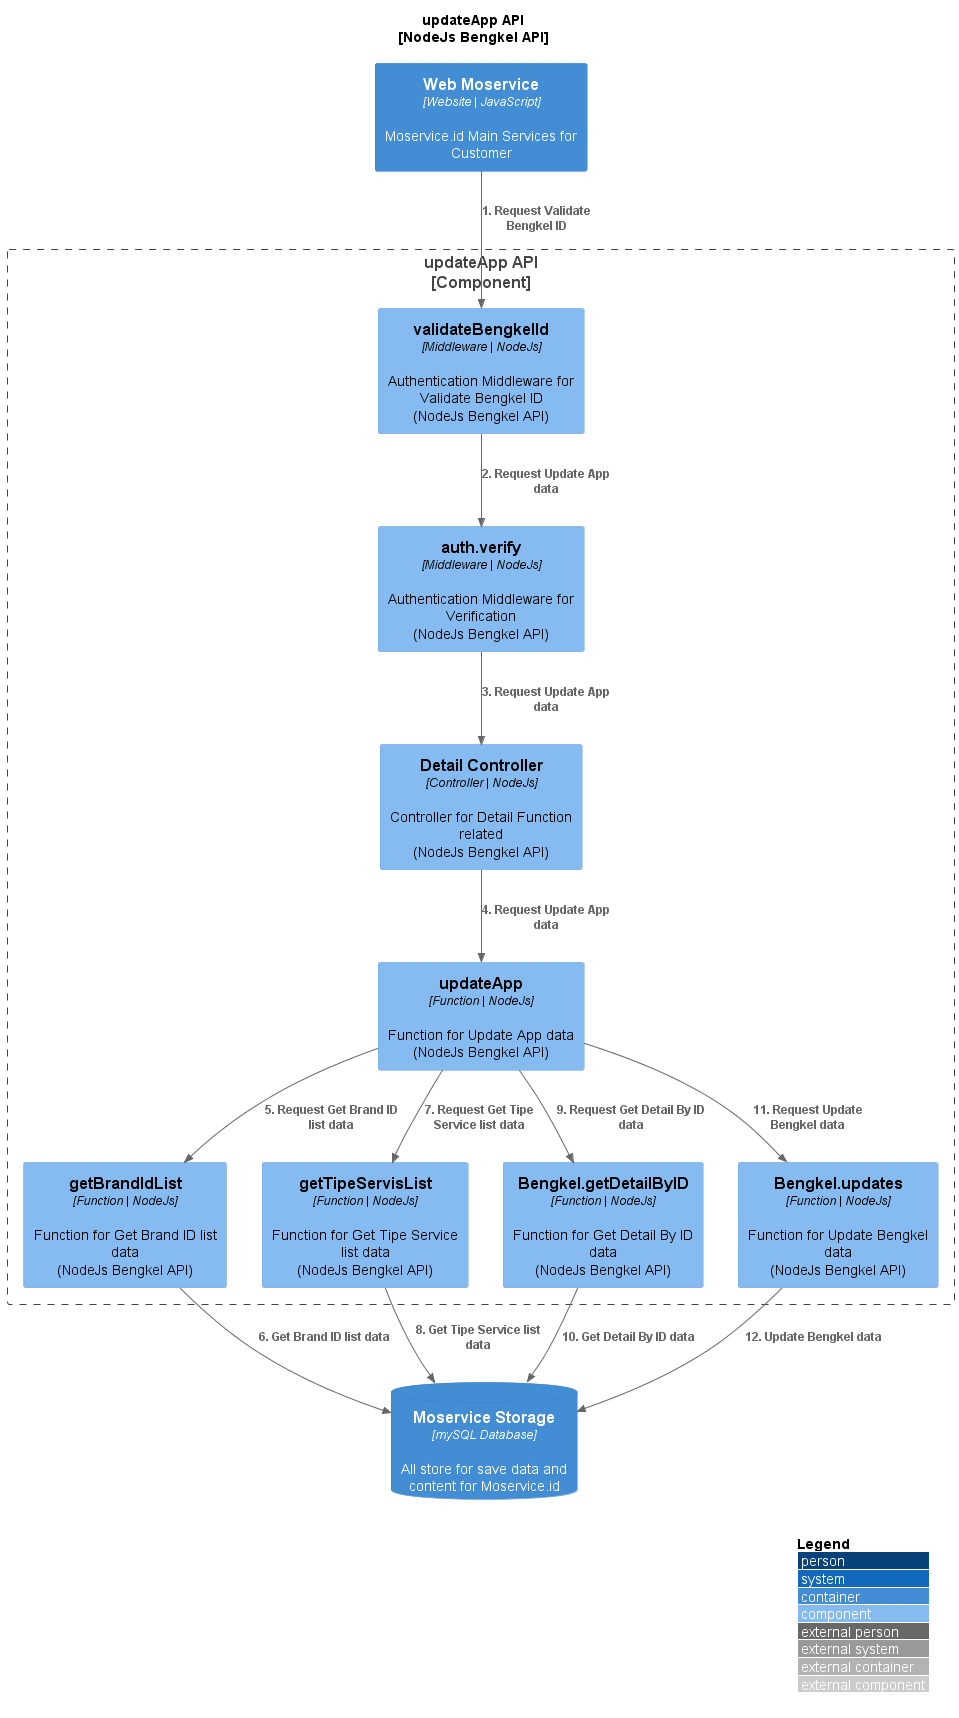 updateApp API
[NodeJs Bengkel API]
Web Moservice
[Website | JavaScript]
Moservice.id Main Services for
Customer
1. Request Validate
Bengkel ID
updateApp API
[Component]
validateBengkelId
[Middleware | NodeJs]
Authentication Middleware for
Validate Bengkel ID
(NodeJs Bengkel API)
2. Request Update App
data
auth.verify
[Middleware | NodeJs]
Authentication Middleware for
Verification
(NodeJs Bengkel API)
3. Request Update App
data
Detail Controller
[Controller | NodeJs]
Controller for Detail Function
related
(NodeJs Bengkel API)
4. Request Update App
data
updateApp
[Function | NodeJs]
Function for Update App data
(NodeJs Bengkel API)
5. Request Get Brand ID
list data
7. Request Get Tipe
Service list data
9. Request Get Detail By ID
data
11. Request Update
Bengkel data
getBrandIdList
[Function | NodeJs]
Function for Get Brand ID list
data
(NodeJs Bengkel API)
getTipeServisList
[Function | NodeJs]
Function for Get Tipe Service
list data
(NodeJs Bengkel API)
Bengkel.getDetailByID
[Function | NodeJs]
Function for Get Detail By ID
data
(NodeJs Bengkel API)
Bengkel.updates
[Function | NodeJs]
Function for Update Bengkel
data
(NodeJs Bengkel API)
6. Get Brand ID list data
8. Get Tipe Service list
data
10. Get Detail By ID data
12. Update Bengkel data
Moservice Storage
[mySQL Database]
All store for save data and
content for Moservice.id
Legend
person
system
container
component
external person
external system
external container
external component